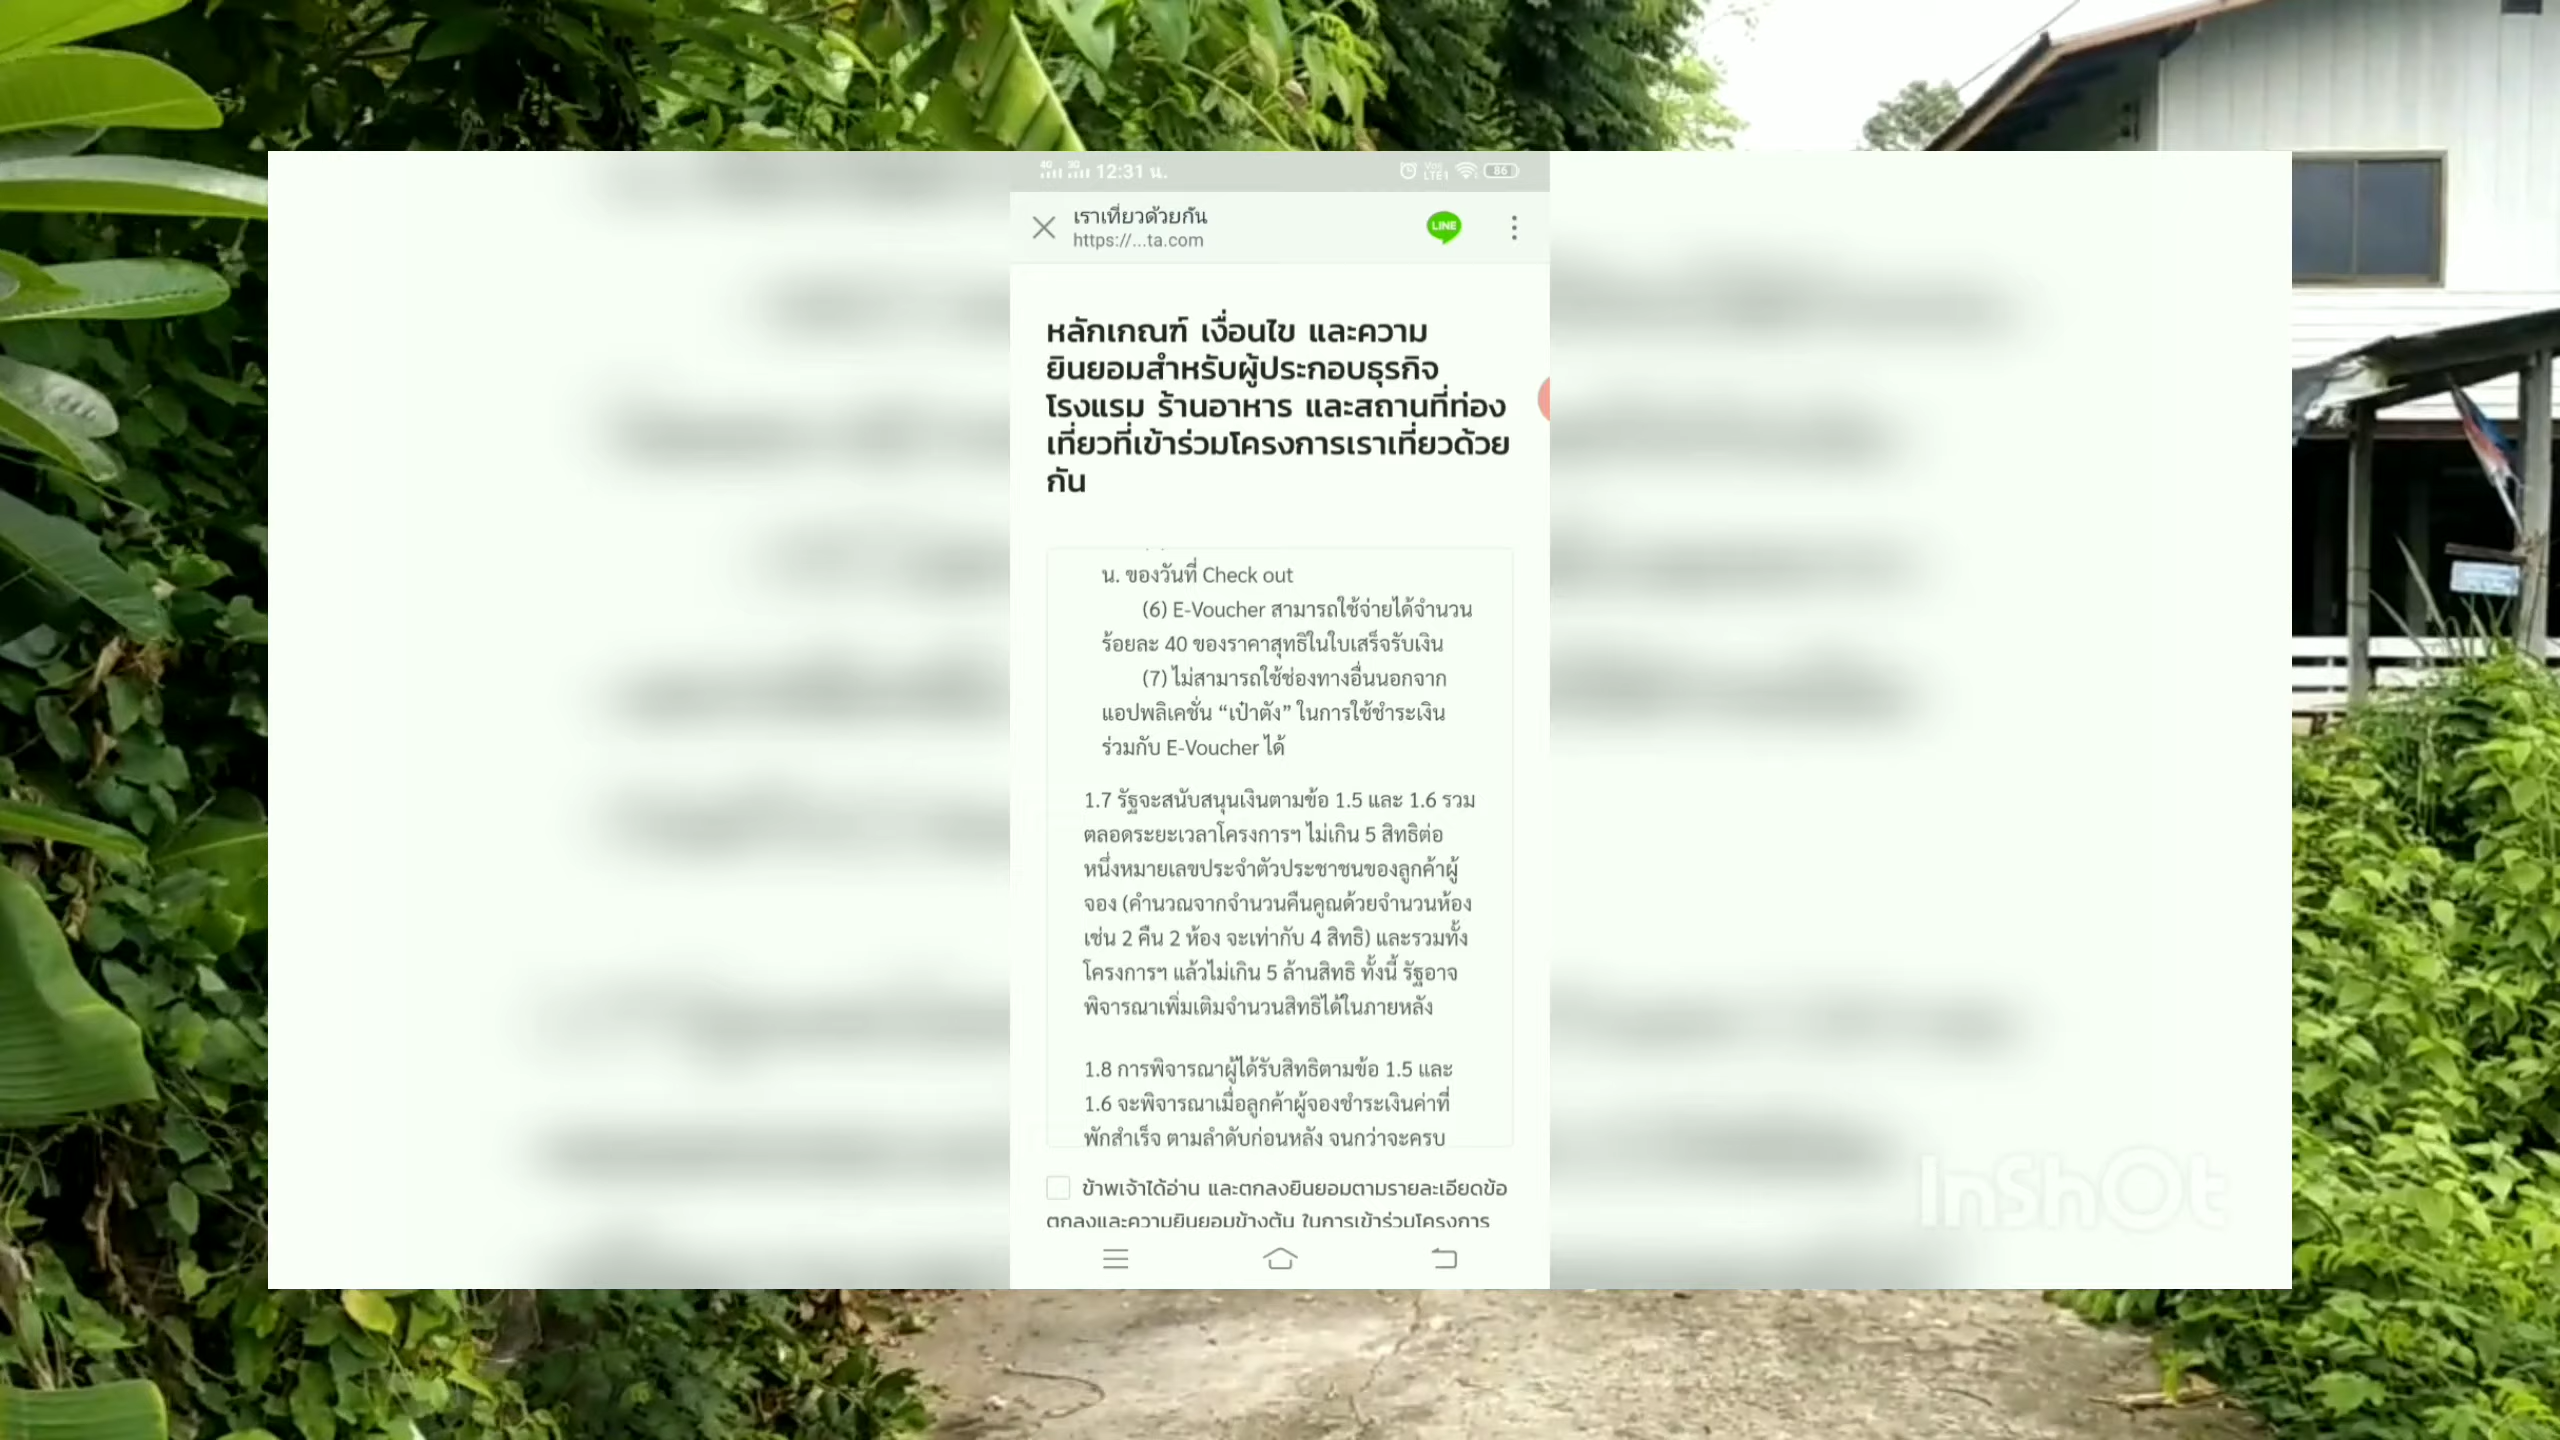 12:31 น.
86
เราเที่ยวด้วยกัน
https://...ta.com
LINE
หลักเกณฑ์ เงื่อนไข และความ
ยินยอมสำหรับผู้ประกอบธุรกิจ
โรงแรม ร้านอาหาร และสถานที่ท่อง
เที่ยวที่เข้าร่วมโครงการเราเที่ยวด้วย
กัน
น. ของวันที่ Check out
(6) E-Voucher สามารถใช้จ่ายได้จำนวน
ร้อยละ 40 ของราคาสุทธิในใบเสร็จรับเงิน
(7) ไม่สามารถใช้ช่องทางอื่นนอกจาก
แอปพลิเคชั่น “เป๋าตัง” ในการใช้ชำระเงิน
ร่วมกับ E-Voucher ได้
1.7 รัฐจะสนับสนุนเงินตามข้อ 1.5 และ 1.6 รวม
ตลอดระยะเวลาโครงการฯ ไม่เกิน 5 สิทธิต่อ
หนึ่งหมายเลขประจำตัวประชาชนของลูกค้าผู้
จอง (คำนวณจากจำนวนคืนคูณด้วยจำนวนห้อง
เช่น 2 คืน 2 ห้อง จะเท่ากับ 4 สิทธิ) และรวมทั้ง
โครงการฯ แล้วไม่เกิน 5 ล้านสิทธิ ทั้งนี้ รัฐอาจ
พิจารณาเพิ่มเติมจำนวนสิทธิได้ในภายหลัง
1.8 การพิจารณาผู้ได้รับสิทธิตามข้อ 1.5 และ
1.6 จะพิจารณาเมื่อลูกค้าผู้จองชำระเงินค่าที่
พักสำเร็จ ตามลำดับก่อนหลัง จนกว่าจะครบ
ข้าพเจ้าได้อ่าน และตกลงยินยอมตามรายละเอียดข้อ
ตกลงและความยินยอมข้างต้น ในการเข้าร่วมโครงการ
InShOt